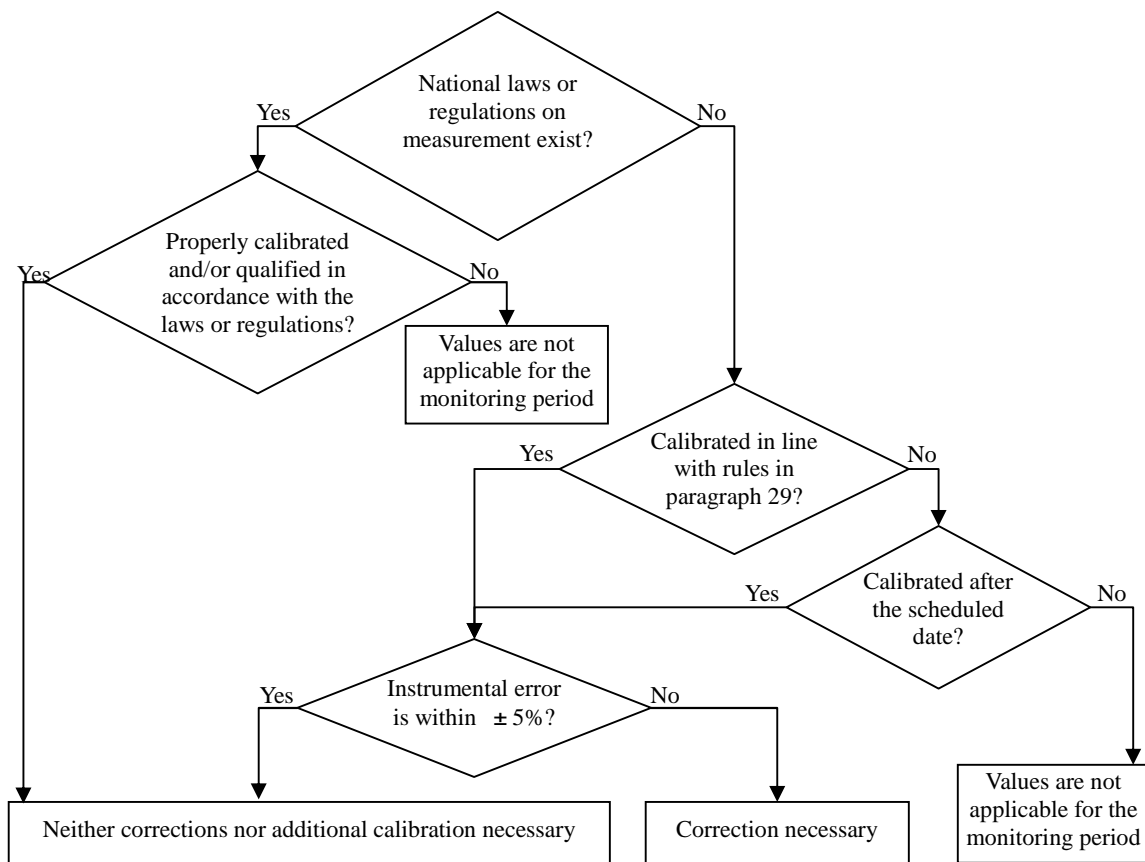 National laws or
regulations on
measurement exist?
Yes
No
Properly calibrated
and/or qualified in
accordance with the
laws or regulations?
Yes
No
Values are not
applicable for the
monitoring period
Calibrated in line
with rules in
paragraph 29?
Yes
No
Calibrated after
the scheduled
date?
Yes
No
Instrumental error
is within ± 5%?
Yes
No
Neither corrections nor additional calibration necessary
Correction necessary
Values are not
applicable for the
monitoring period